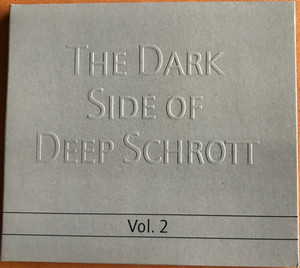 THE DARK
SIDE OF
DEEP SCHROTT
Vol. 2